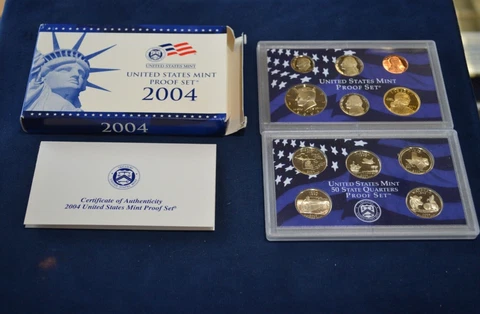 UNITED STATES MINT
UNITED STATES MINT
PROOF SET
2004
2004
Certificate of Authenticity
2004 United States Mint Proof Set
UNITED STATES MINT
PROOF SET
UNITED STATES MINT
50 STATE QUARTERS
PROOF SET